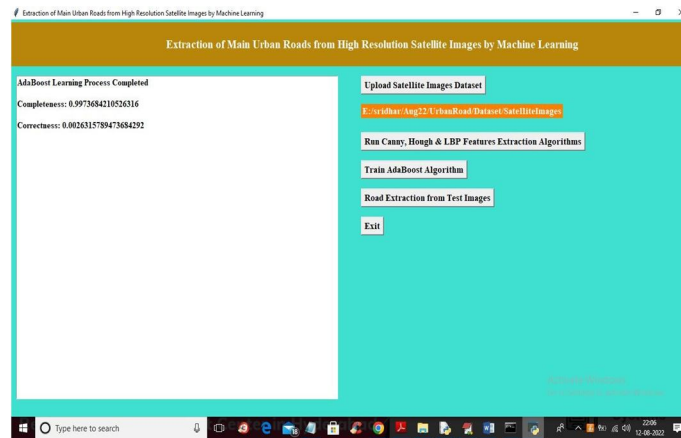 Extraction of Main Urban Roads from High Resolution Satellite Images by Machine Learning
Extraction of Main Urban Roads from High Resolution Satellite Images by Machine Learning
AdaBoost Learning Process Completed
Completeness: 0.9973684210526316
Correctness: 0.0026315789473684292
Upload Satellite Images Dataset
E:/sridhar/Aug22/UrbanRoad/Dataset/SatelliteImages
Run Canny, Hough & LBP Features Extraction Algorithms
Train AdaBoost Algorithm
Road Extraction from Test Images
Exit
Type here to search
22:06
12-08-2022